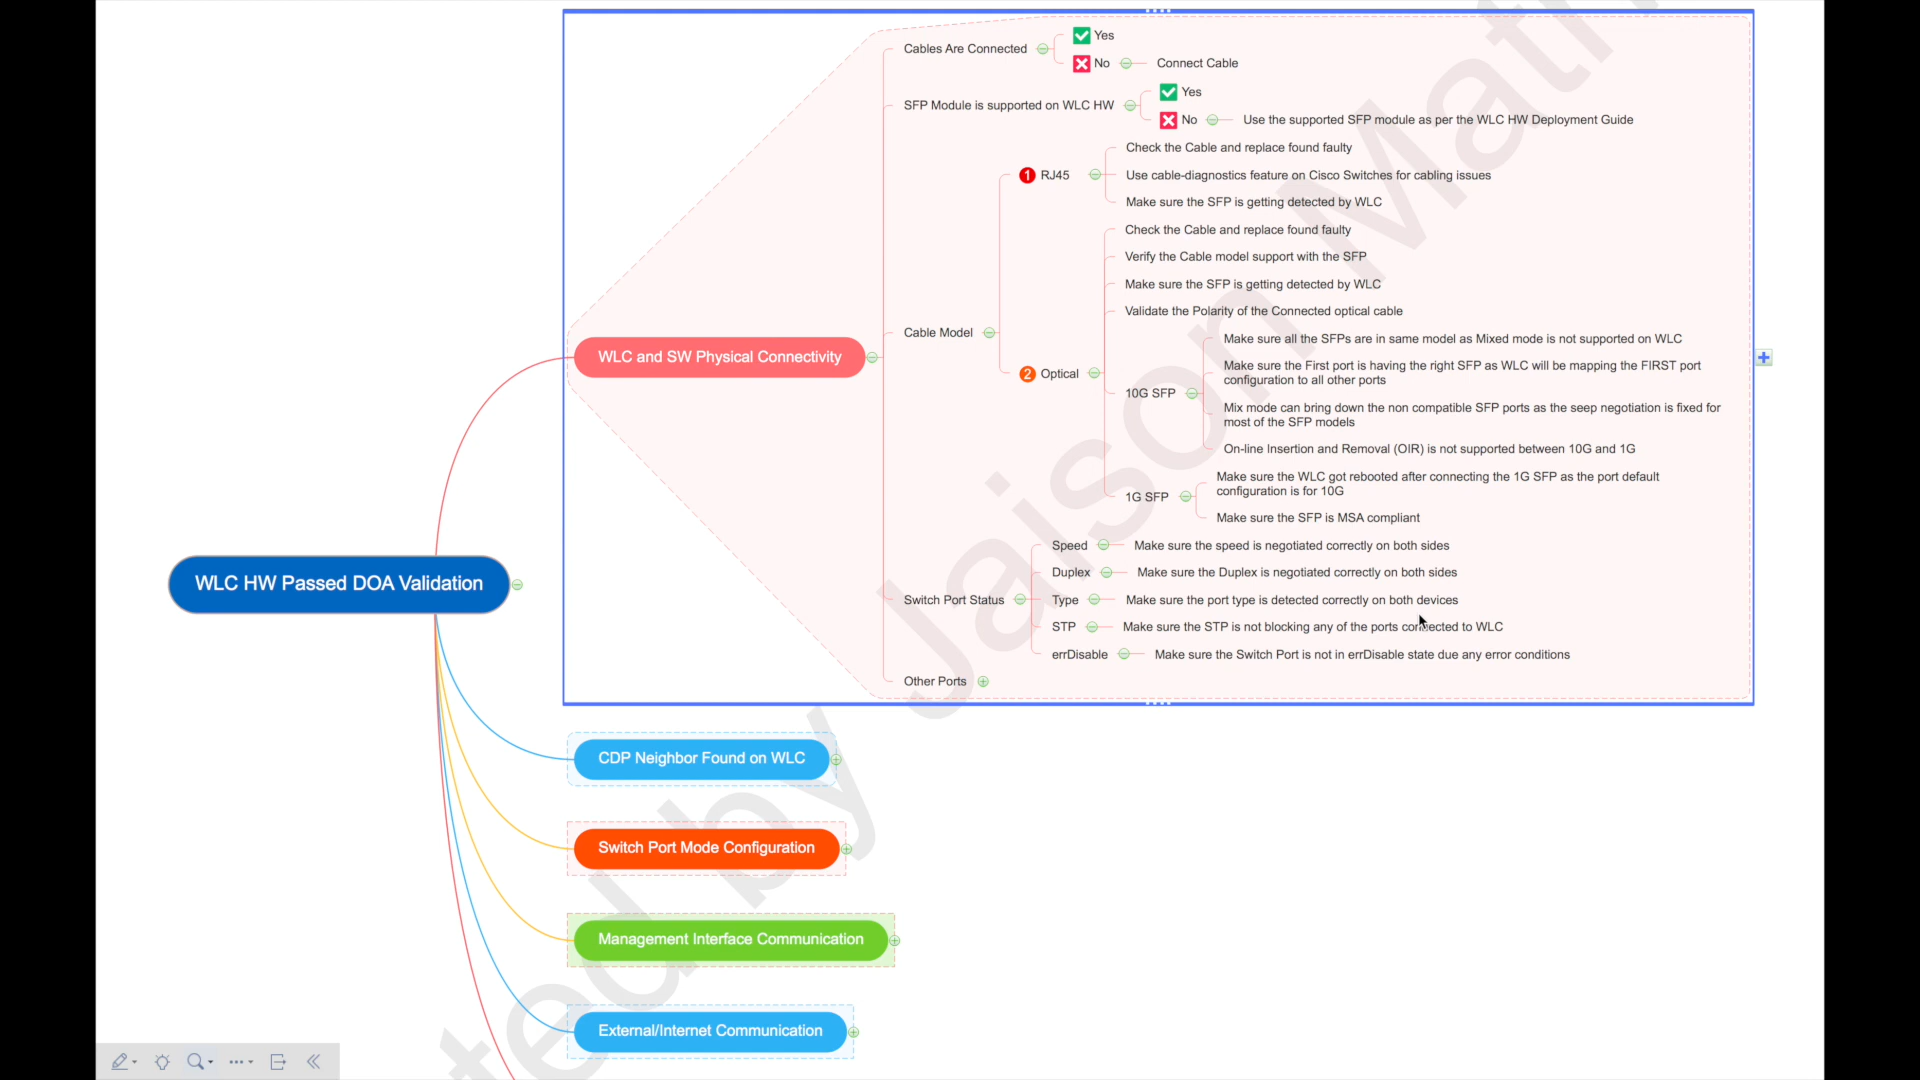 Cables Are Connected
Yes
No
Connect Cable
SFP Module is supported on WLC HW
Yes
No
Use the supported SFP module as per the WLC HW Deployment Guide
Cable Model
1 RJ45
Check the Cable and replace found faulty
Use cable-diagnostics feature on Cisco Switches for cabling issues
Make sure the SFP is getting detected by WLC
2 Optical
Check the Cable and replace found faulty
Verify the Cable model support with the SFP
Make sure the SFP is getting detected by WLC
Validate the Polarity of the Connected optical cable
10G SFP
Make sure all the SFPs are in same model as Mixed mode is not supported on WLC
Make sure the First port is having the right SFP as WLC will be mapping the FIRST port
configuration to all other ports
Mix mode can bring down the non compatible SFP ports as the seep negotiation is fixed for
most of the SFP models
On-line Insertion and Removal (OIR) is not supported between 10G and 1G
1G SFP
Make sure the WLC got rebooted after connecting the 1G SFP as the port default
configuration is for 10G
Make sure the SFP is MSA compliant
WLC and SW Physical Connectivity
Switch Port Status
Speed
Make sure the speed is negotiated correctly on both sides
Duplex
Make sure the Duplex is negotiated correctly on both sides
Type
Make sure the port type is detected correctly on both devices
STP
Make sure the STP is not blocking any of the ports connected to WLC
errDisable
Make sure the Switch Port is not in errDisable state due any error conditions
Other Ports
WLC HW Passed DOA Validation
CDP Neighbor Found on WLC
Switch Port Mode Configuration
Management Interface Communication
External/Internet Communication
ted by Jaison Math